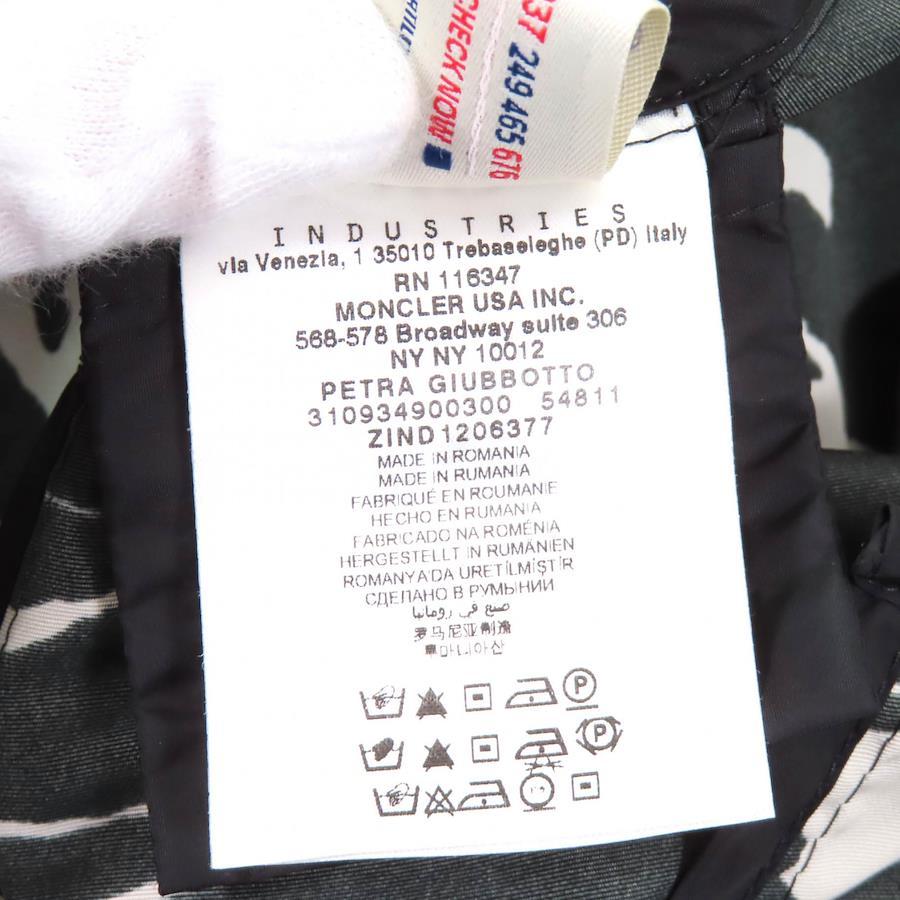 CHECK NOW
937 249 465 676
INDUSTRIES
via Venezia, 1 35010 Trebaseleghe (PD) Italy
RN 116347
MONCLER USA INC.
568-578 Broadway suite 306
NY NY 10012
PETRA GIUBBOTTO
310934900300 54811
ZIND1206377
MADE IN ROMANIA
MADE IN RUMANIA
FABRIQUÉ EN ROUMANIE
HECHO EN RUMANIA
FABRICADO NA ROMÉNIA
HERGESTELLT IN RUMÄNIEN
ROMANYA'DA URETILMIŞTIR
СДЕЛАНО В РУМЫНИИ
صنع في رومانيا
罗马尼亚制造
루마니아산
P
P